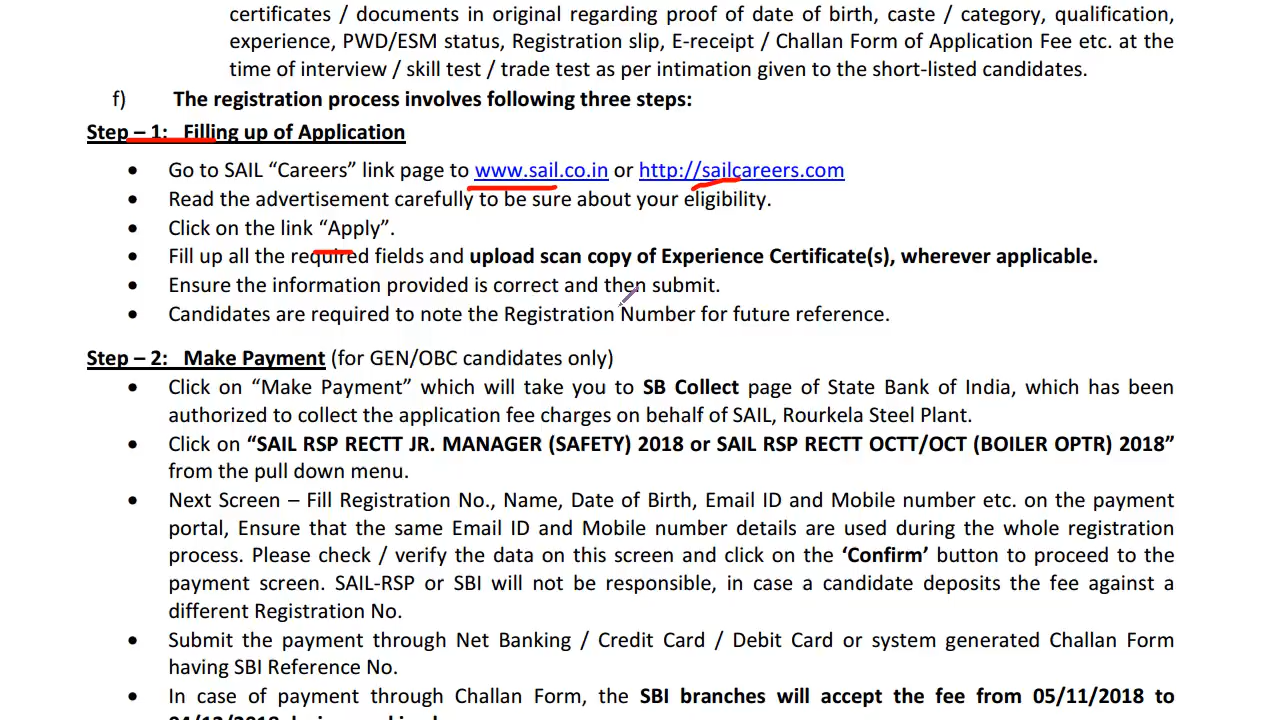 certificates / documents in original regarding proof of date of birth, caste / category, qualification,
experience, PWD/ESM status, Registration slip, E-receipt / Challan Form of Application Fee etc. at the
time of interview / skill test / trade test as per intimation given to the short-listed candidates.
f) The registration process involves following three steps:
Step – 1: Filling up of Application
• Go to SAIL “Careers” link page to www.sail.co.in or http://sailcareers.com
• Read the advertisement carefully to be sure about your eligibility.
• Click on the link “Apply”.
• Fill up all the required fields and upload scan copy of Experience Certificate(s), wherever applicable.
• Ensure the information provided is correct and then submit.
• Candidates are required to note the Registration Number for future reference.
Step – 2: Make Payment (for GEN/OBC candidates only)
• Click on “Make Payment” which will take you to SB Collect page of State Bank of India, which has been
authorized to collect the application fee charges on behalf of SAIL, Rourkela Steel Plant.
• Click on “SAIL RSP RECTT JR. MANAGER (SAFETY) 2018 or SAIL RSP RECTT OCTT/OCT (BOILER OPTR) 2018”
from the pull down menu.
• Next Screen – Fill Registration No., Name, Date of Birth, Email ID and Mobile number etc. on the payment
portal, Ensure that the same Email ID and Mobile number details are used during the whole registration
process. Please check / verify the data on this screen and click on the ‘Confirm’ button to proceed to the
payment screen. SAIL-RSP or SBI will not be responsible, in case a candidate deposits the fee against a
different Registration No.
• Submit the payment through Net Banking / Credit Card / Debit Card or system generated Challan Form
having SBI Reference No.
• In case of payment through Challan Form, the SBI branches will accept the fee from 05/11/2018 to